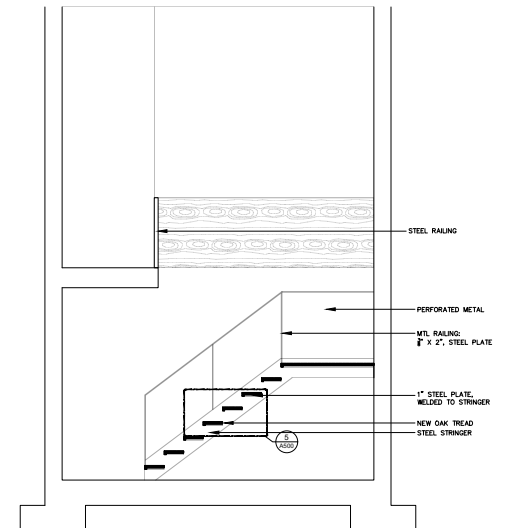 STEEL RAILING
PERFORATED METAL
MTL RAILING:
X 2", STEEL PLATE
1" STEEL PLATE,
WELDED TO STRINGER
NEW OAK TREAD
STEEL STRINGER
5
A500